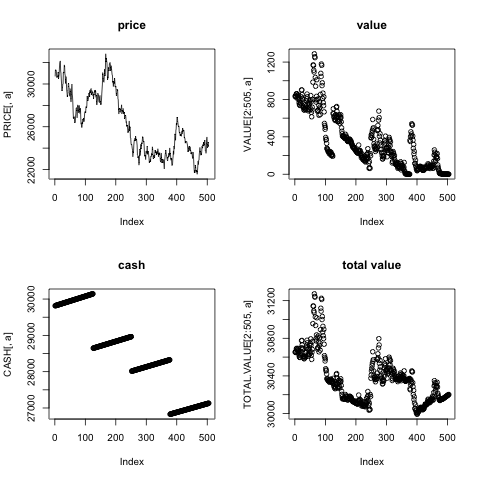 price
PRICE[, a]
22000 24000 26000 30000
0 100 200 300 400 500
Index
value
VALUE[2:505, a]
0 400 800 1200
0 100 200 300 400 500
Index
cash
CASH[, a]
27000 28000 29000 30000
0 100 200 300 400 500
Index
total value
TOTAL.VALUE[2:505, a]
30000 30400 30800 31200
0 100 200 300 400 500
Index